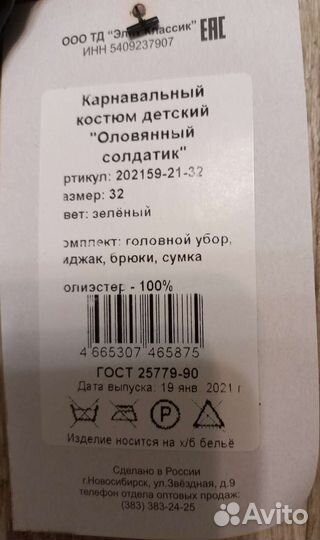 ООО ТД "Элит Классик" EAC
ИНН 5409237907
Карнавальный
костюм детский
"Оловянный
солдатик"
ртикул: 202159-21-32
азмер: 32
вет: зелёный
омплект: головной убор,
иджак, брюки, сумка
олиэстер - 100%
4 665307 465875
ГОСТ 25779-90
Дата выпуска: 19 янв. 2021 г
P
Изделие носится на х/б бельё
Сделано в России
г.Новосибирск, ул.Звёздная, д.9
телефон отдела оптовых продаж:
(383) 383-24-25
Avito